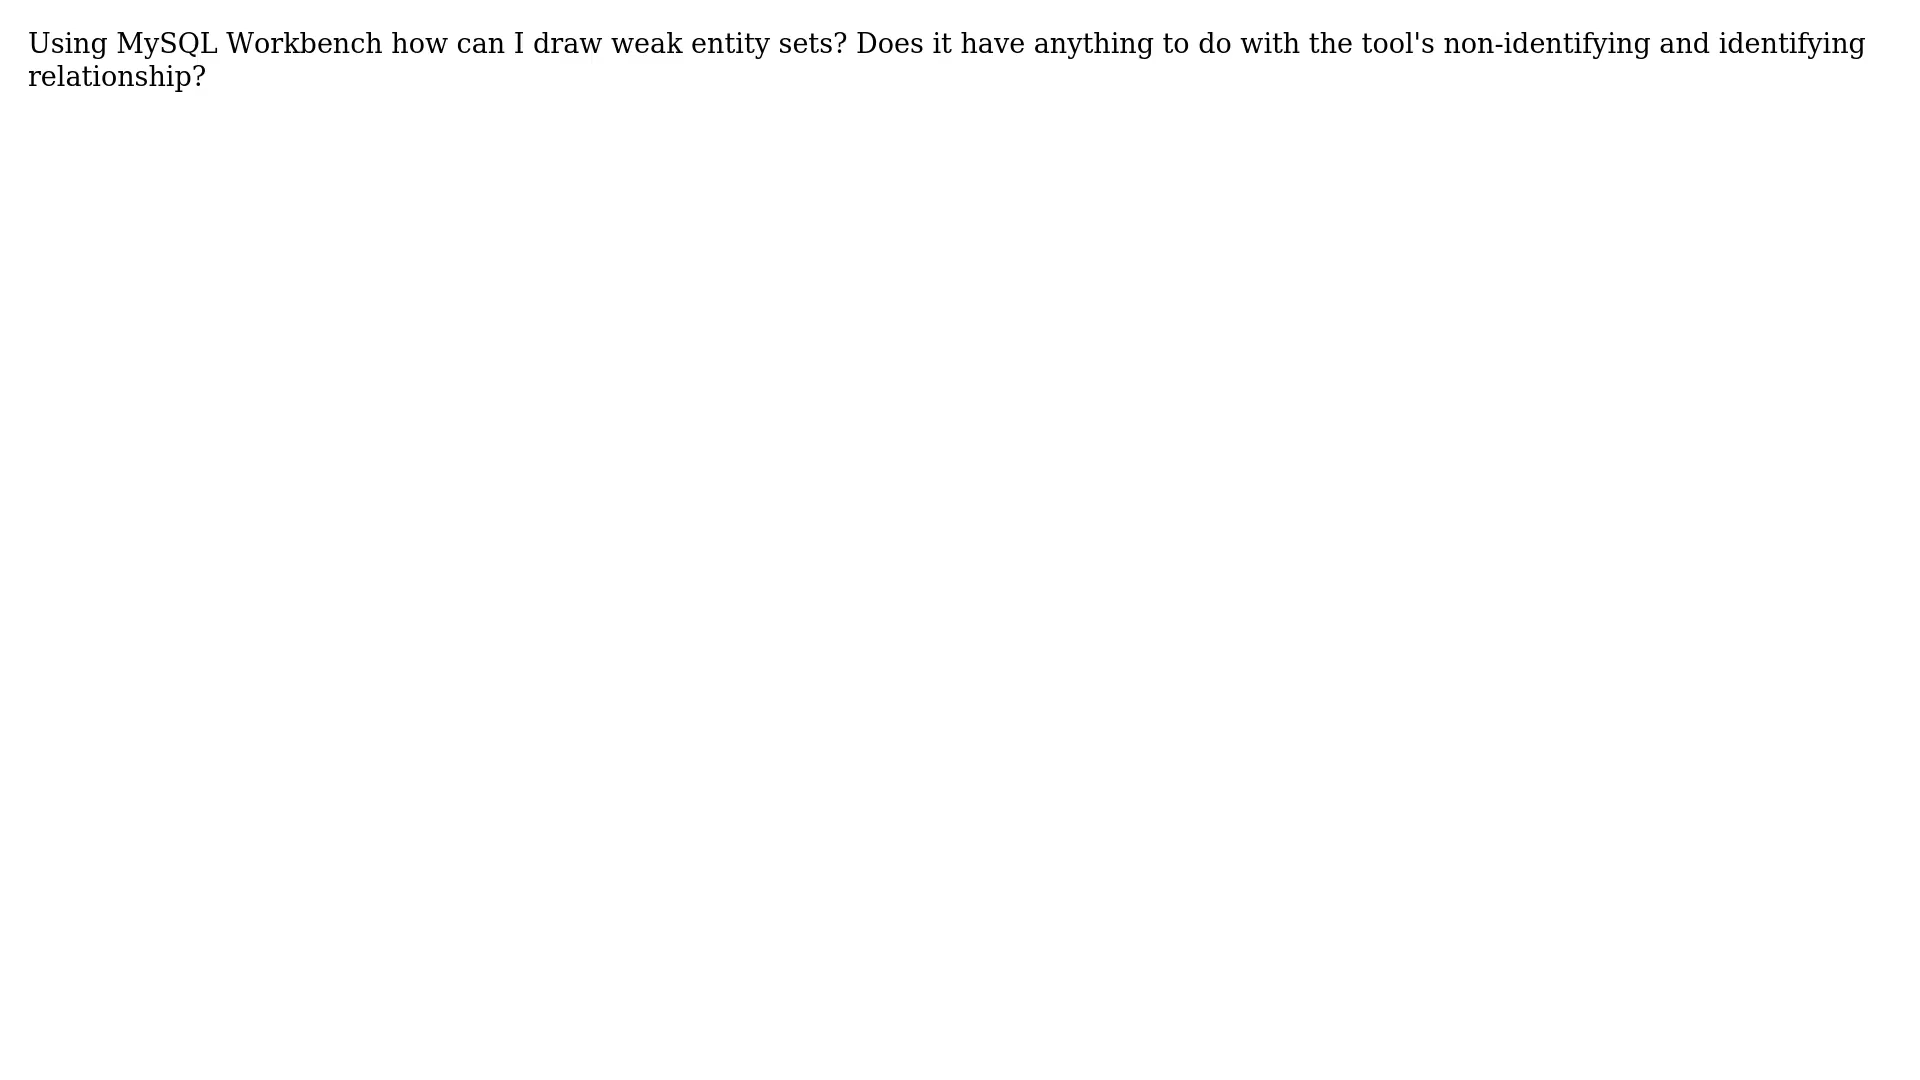 Using MySQL Workbench how can I draw weak entity sets? Does it have anything to do with the tool's non-identifying and identifying
relationship?